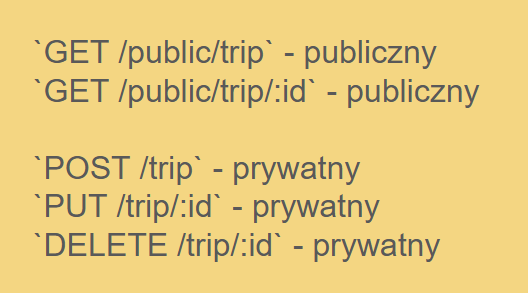 `GET /public/trip` - publiczny
`GET /public/trip/:id` - publiczny
`POST /trip` - prywatny
`PUT /trip/:id` - prywatny
`DELETE /trip/:id` - prywatny